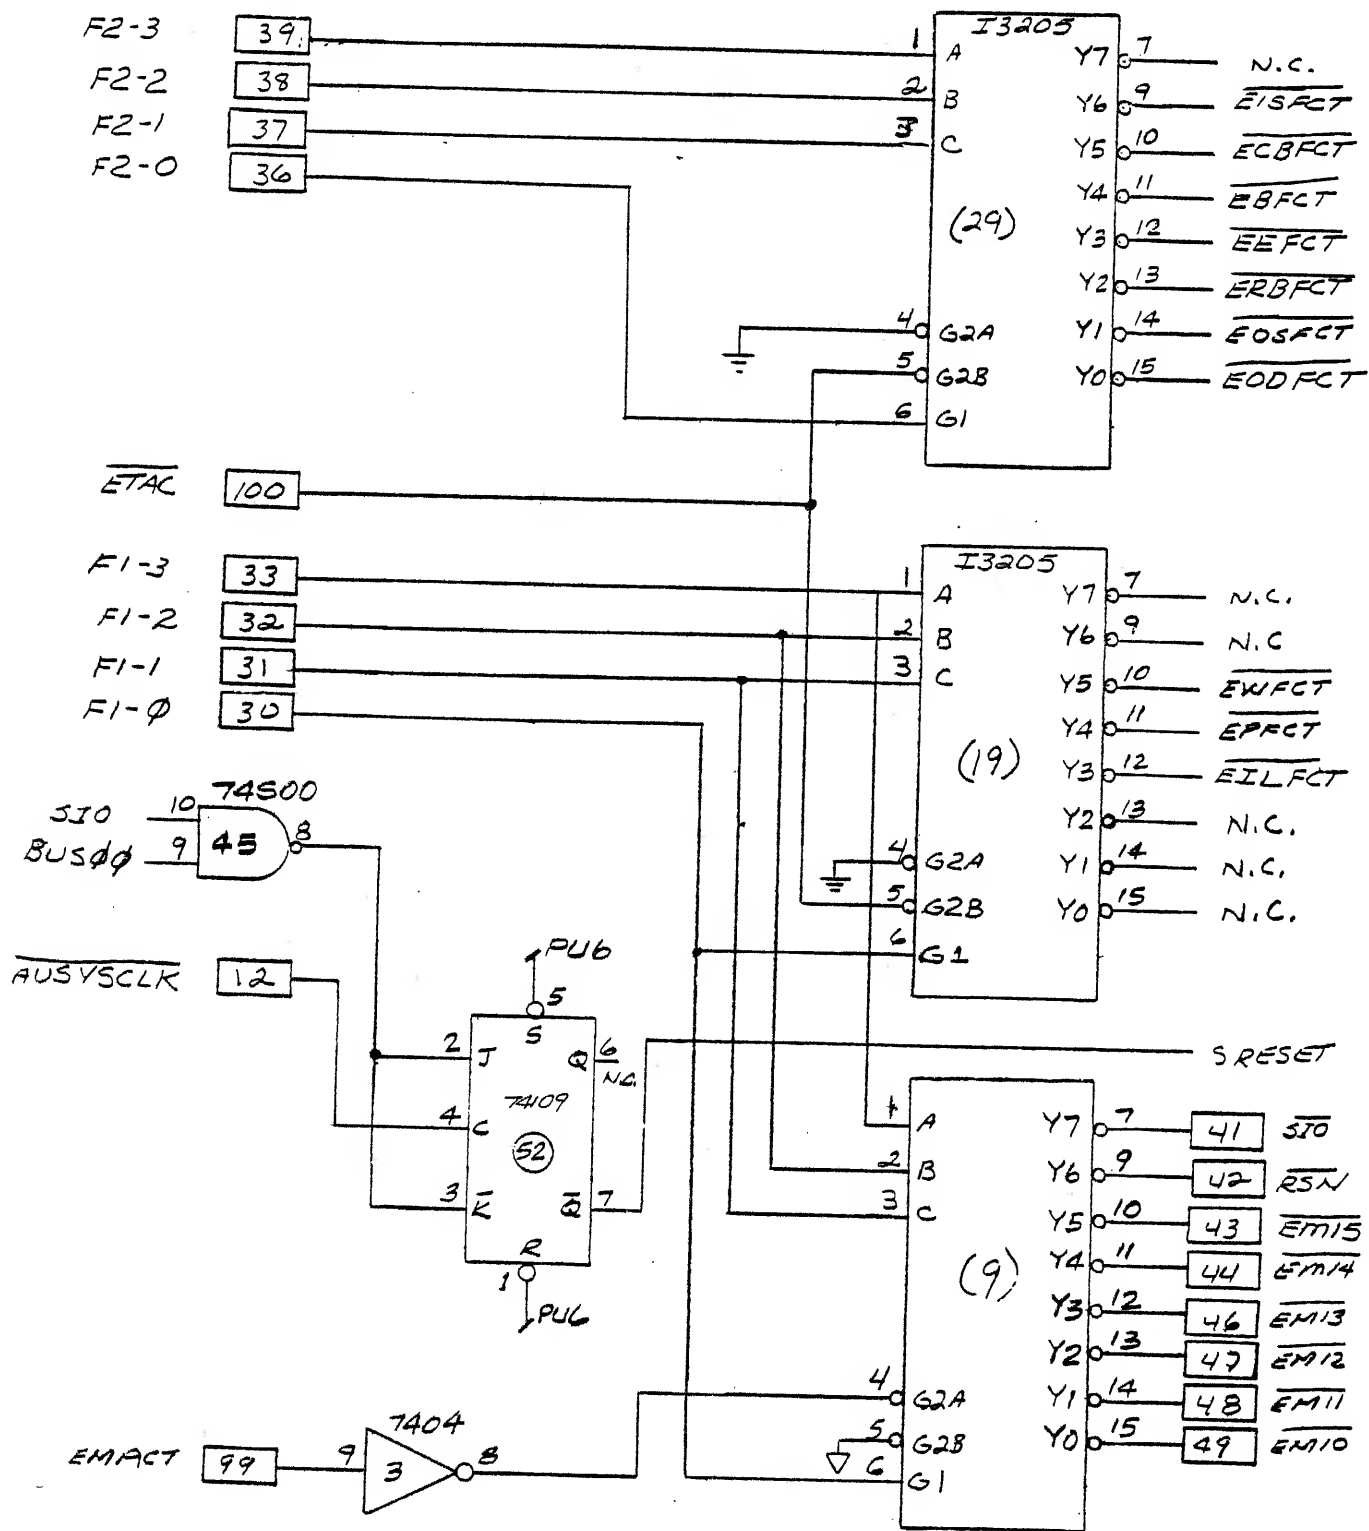 F2-3 39 1 A I3205 Y7 7 N.C.
F2-2 38 2 B Y6 9 EISFCT
F2-1 37 3 C Y5 10 ECBFCT
F2-0 36 Y4 11 EBFCT
(29) Y3 12 EEFCT
Y2 13 ERBFCT
4 G2A Y1 14 EOSFCT
5 G2B Y0 15 EODFCT
6 G1
ETAC 100
F1-3 33 1 A I3205 Y7 7 N.C.
F1-2 32 2 B Y6 9 N.C
F1-1 31 3 C Y5 10 EWFCT
F1-Ø 30 Y4 11 EPFCT
(19) Y3 12 EILFCT
74S00
SIO 10 45 8 Y2 13 N.C.
BUSØØ 9 4 G2A Y1 14 N.C.
5 G2B Y0 15 N.C.
6 G1
AUSYSCLK 12 PU6
5
S
2 J Q 6 N.C. SRESET
74109
4 C
(52)
3 K Q 7
R
1 PU6
1 A Y7 7 41 SIO
2 B Y6 9 42 RSN
3 C Y5 10 43 EM15
(9) Y4 11 44 EM14
Y3 12 46 EM13
Y2 13 47 EM12
4 G2A Y1 14 48 EM11
5 G2B Y0 15 49 EM10
6 G1
7404
EMACT 99 9 3 8